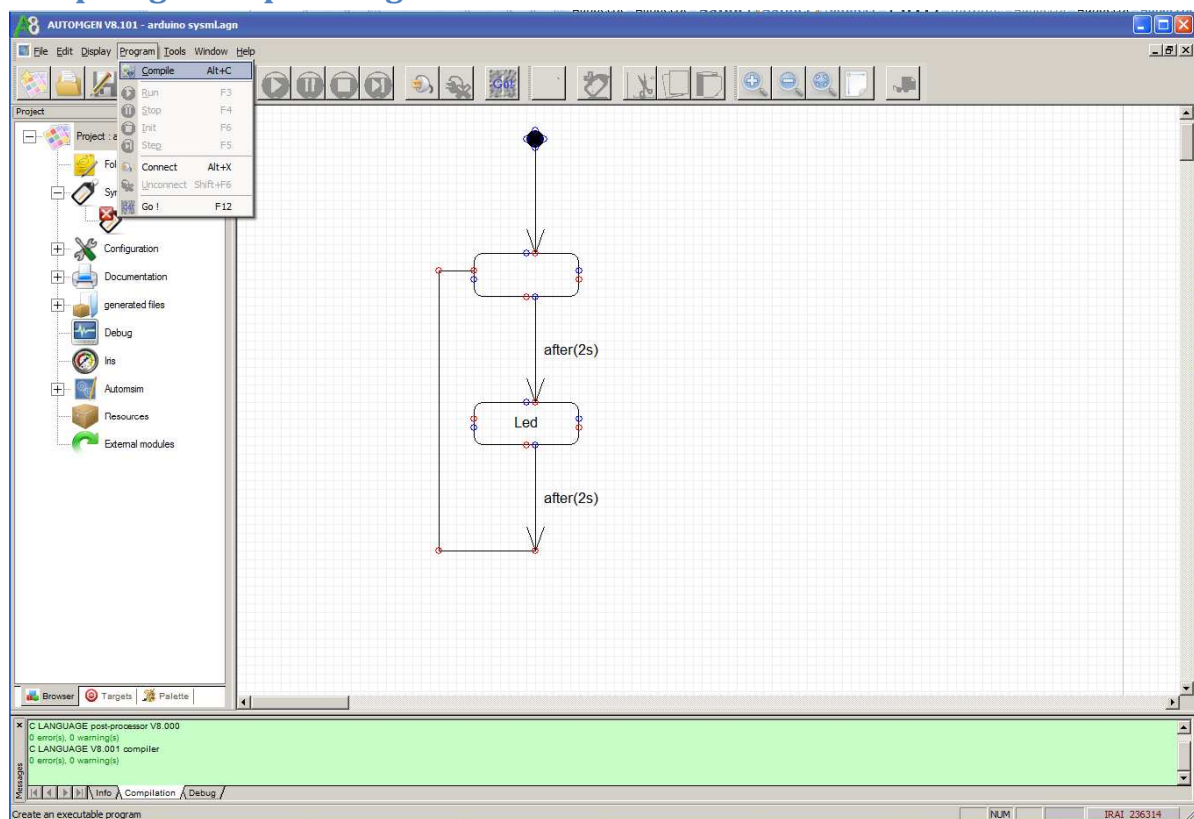 AUTOMGEN V8.101 - arduino sysml.agn
File Edit Display Program Tools Window Help
Compile Alt+C
Run F3
Stop F4
Init F6
Step F5
Connect Alt+X
Unconnect Shift+F6
Go ! F12
Go!
Project
Project : a
Fol
Sym
Configuration
Documentation
generated files
Debug
Iris
Automsim
Resources
External modules
after(2s)
Led
after(2s)
Browser Targets Palette
C LANGUAGE post-processor V8.000
0 error(s), 0 warning(s)
C LANGUAGE V8.001 compiler
0 error(s), 0 warning(s)
Messages
Info Compilation Debug
Create an executable program NUM IRAI 236314